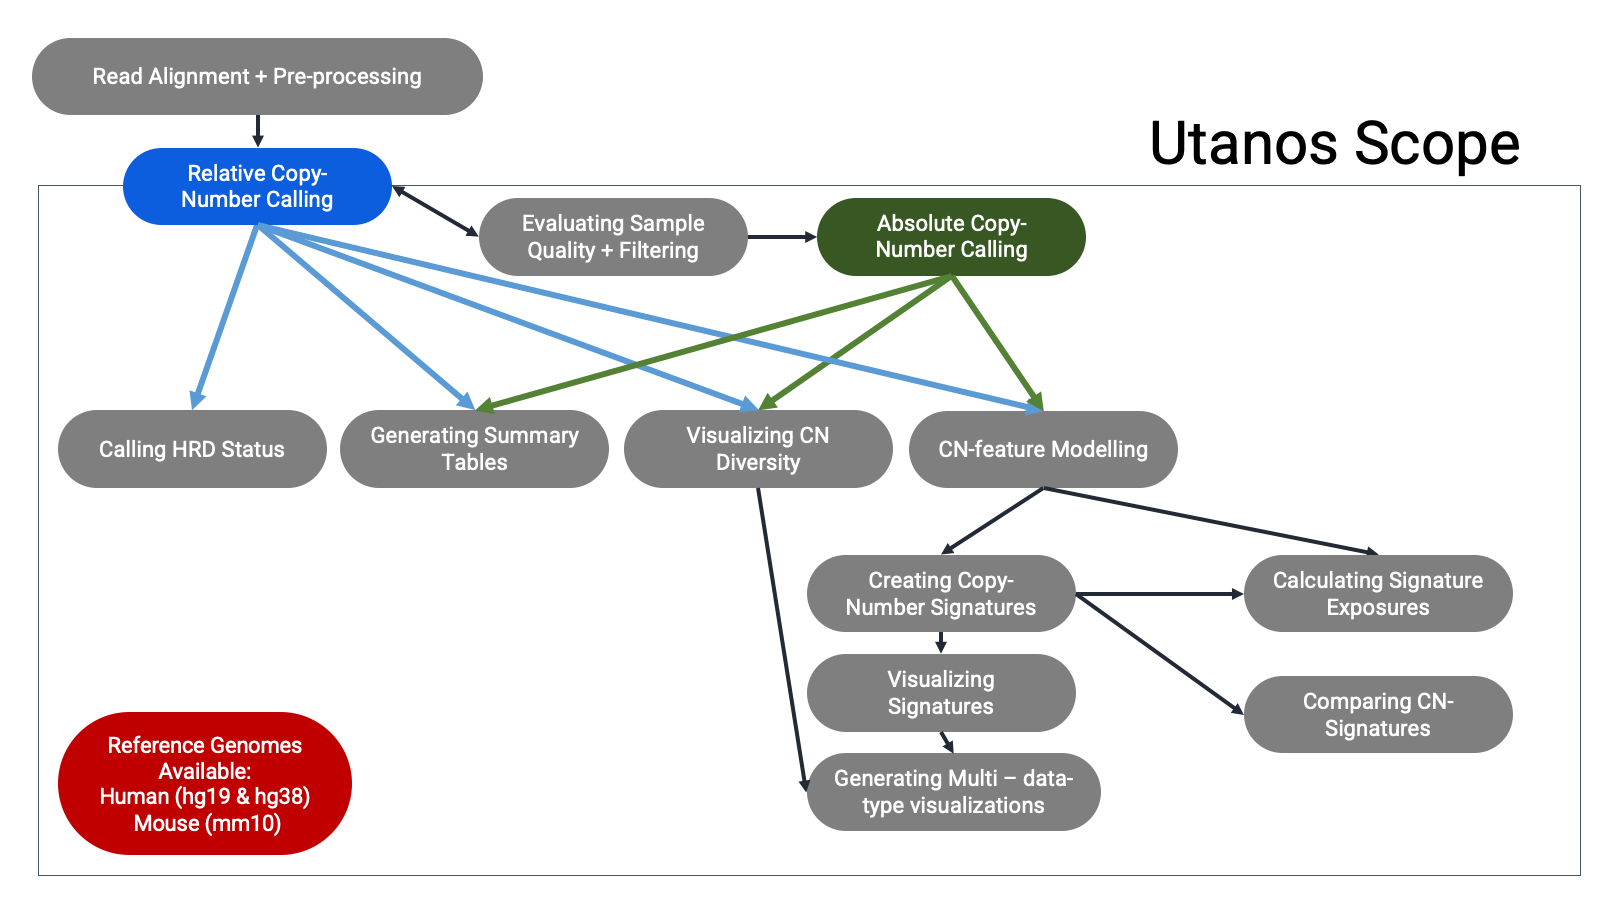 Read Alignment + Pre-processing
Utanos Scope
Relative Copy-
Number Calling
Evaluating Sample
Quality + Filtering
Absolute Copy-
Number Calling
Calling HRD Status
Generating Summary
Tables
Visualizing CN
Diversity
CN-feature Modelling
Creating Copy-
Number Signatures
Calculating Signature
Exposures
Visualizing
Signatures
Comparing CN-
Signatures
Reference Genomes
Available:
Human (hg19 & hg38)
Mouse (mm10)
Generating Multi – data-
type visualizations